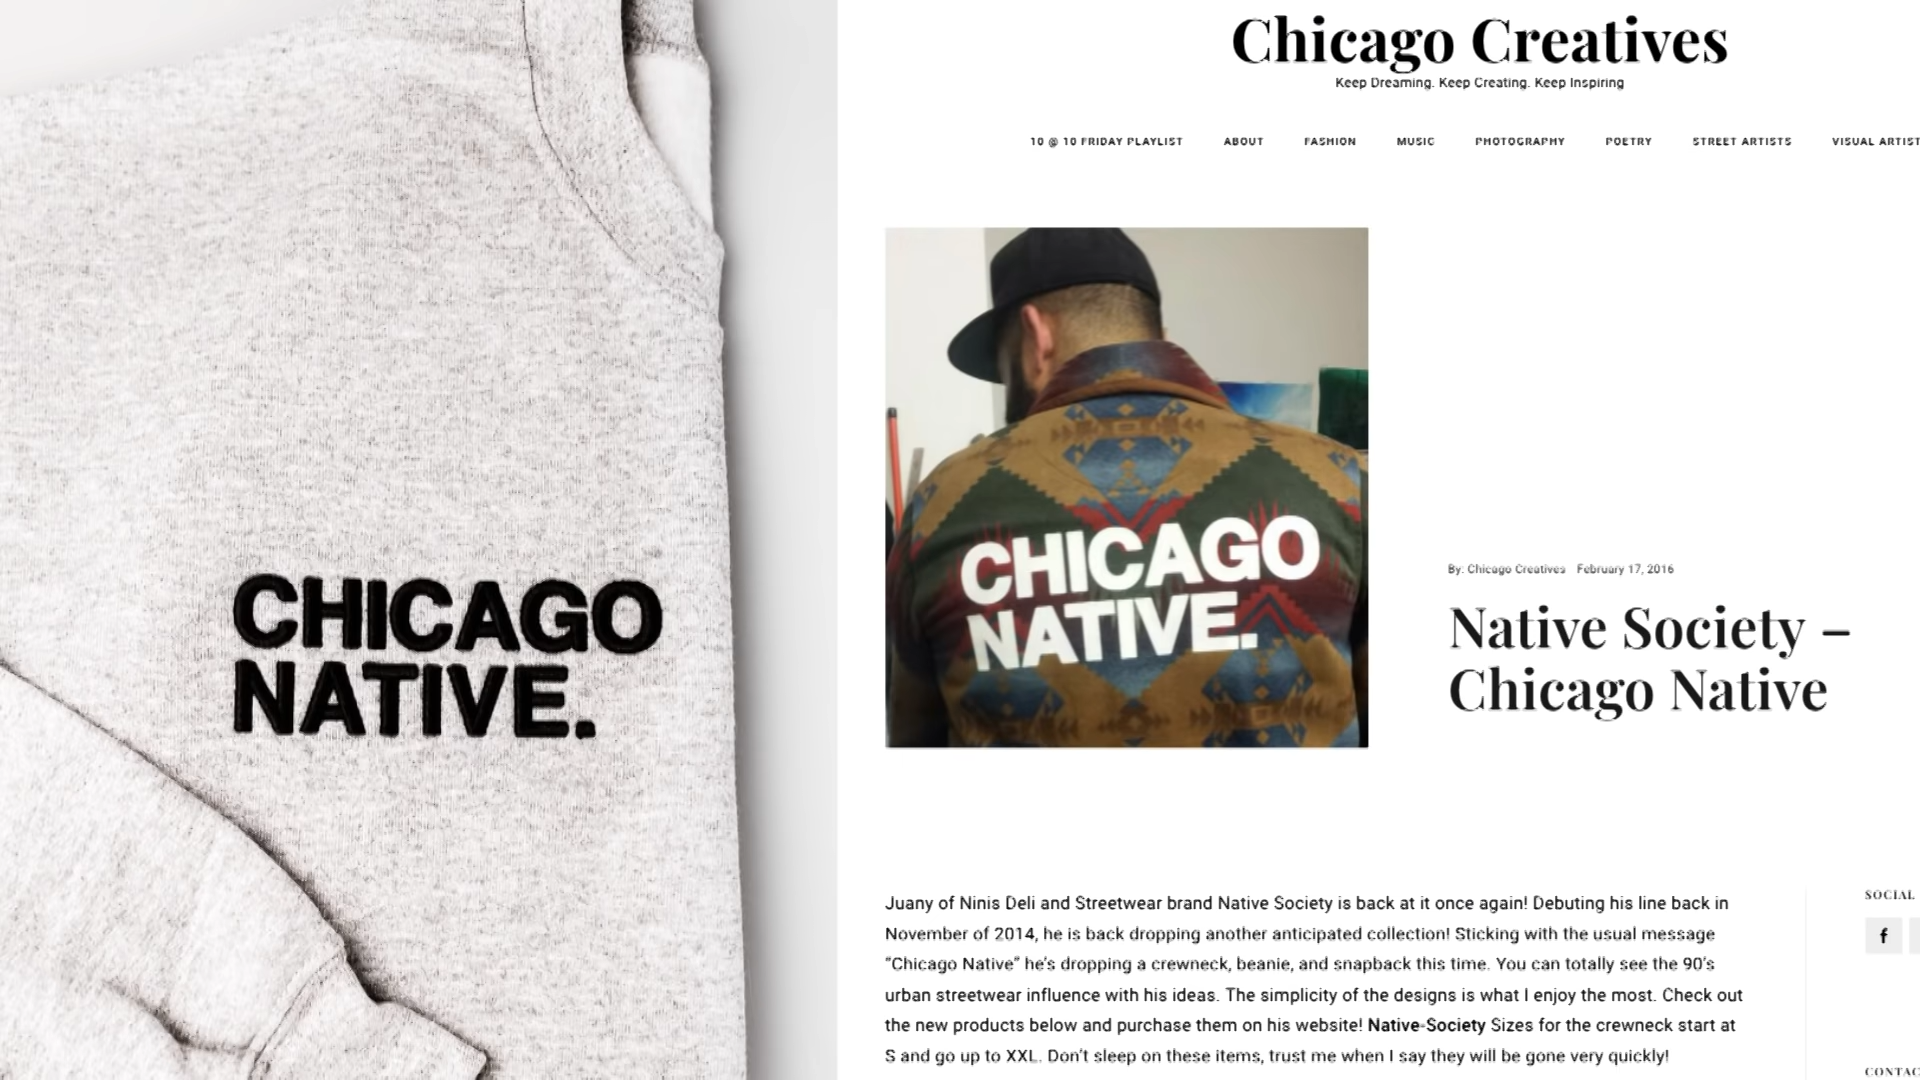 CHICAGO
NATIVE.
Chicago Creatives
Keep Dreaming. Keep Creating. Keep Inspiring
10 @ 10 FRIDAY PLAYLIST ABOUT FASHION MUSIC PHOTOGRAPHY POETRY STREET ARTISTS VISUAL ARTIST
CHICAGO
NATIVE.
By: Chicago Creatives February 17, 2016
Native Society –
Chicago Native
Juany of Ninis Deli and Streetwear brand Native Society is back at it once again! Debuting his line back in
November of 2014, he is back dropping another anticipated collection! Sticking with the usual message
"Chicago Native" he's dropping a crewneck, beanie, and snapback this time. You can totally see the 90's
urban streetwear influence with his ideas. The simplicity of the designs is what I enjoy the most. Check out
the new products below and purchase them on his website! Native-Society Sizes for the crewneck start at
S and go up to XXL. Don't sleep on these items, trust me when I say they will be gone very quickly!
SOCIAL
f
CONTAC